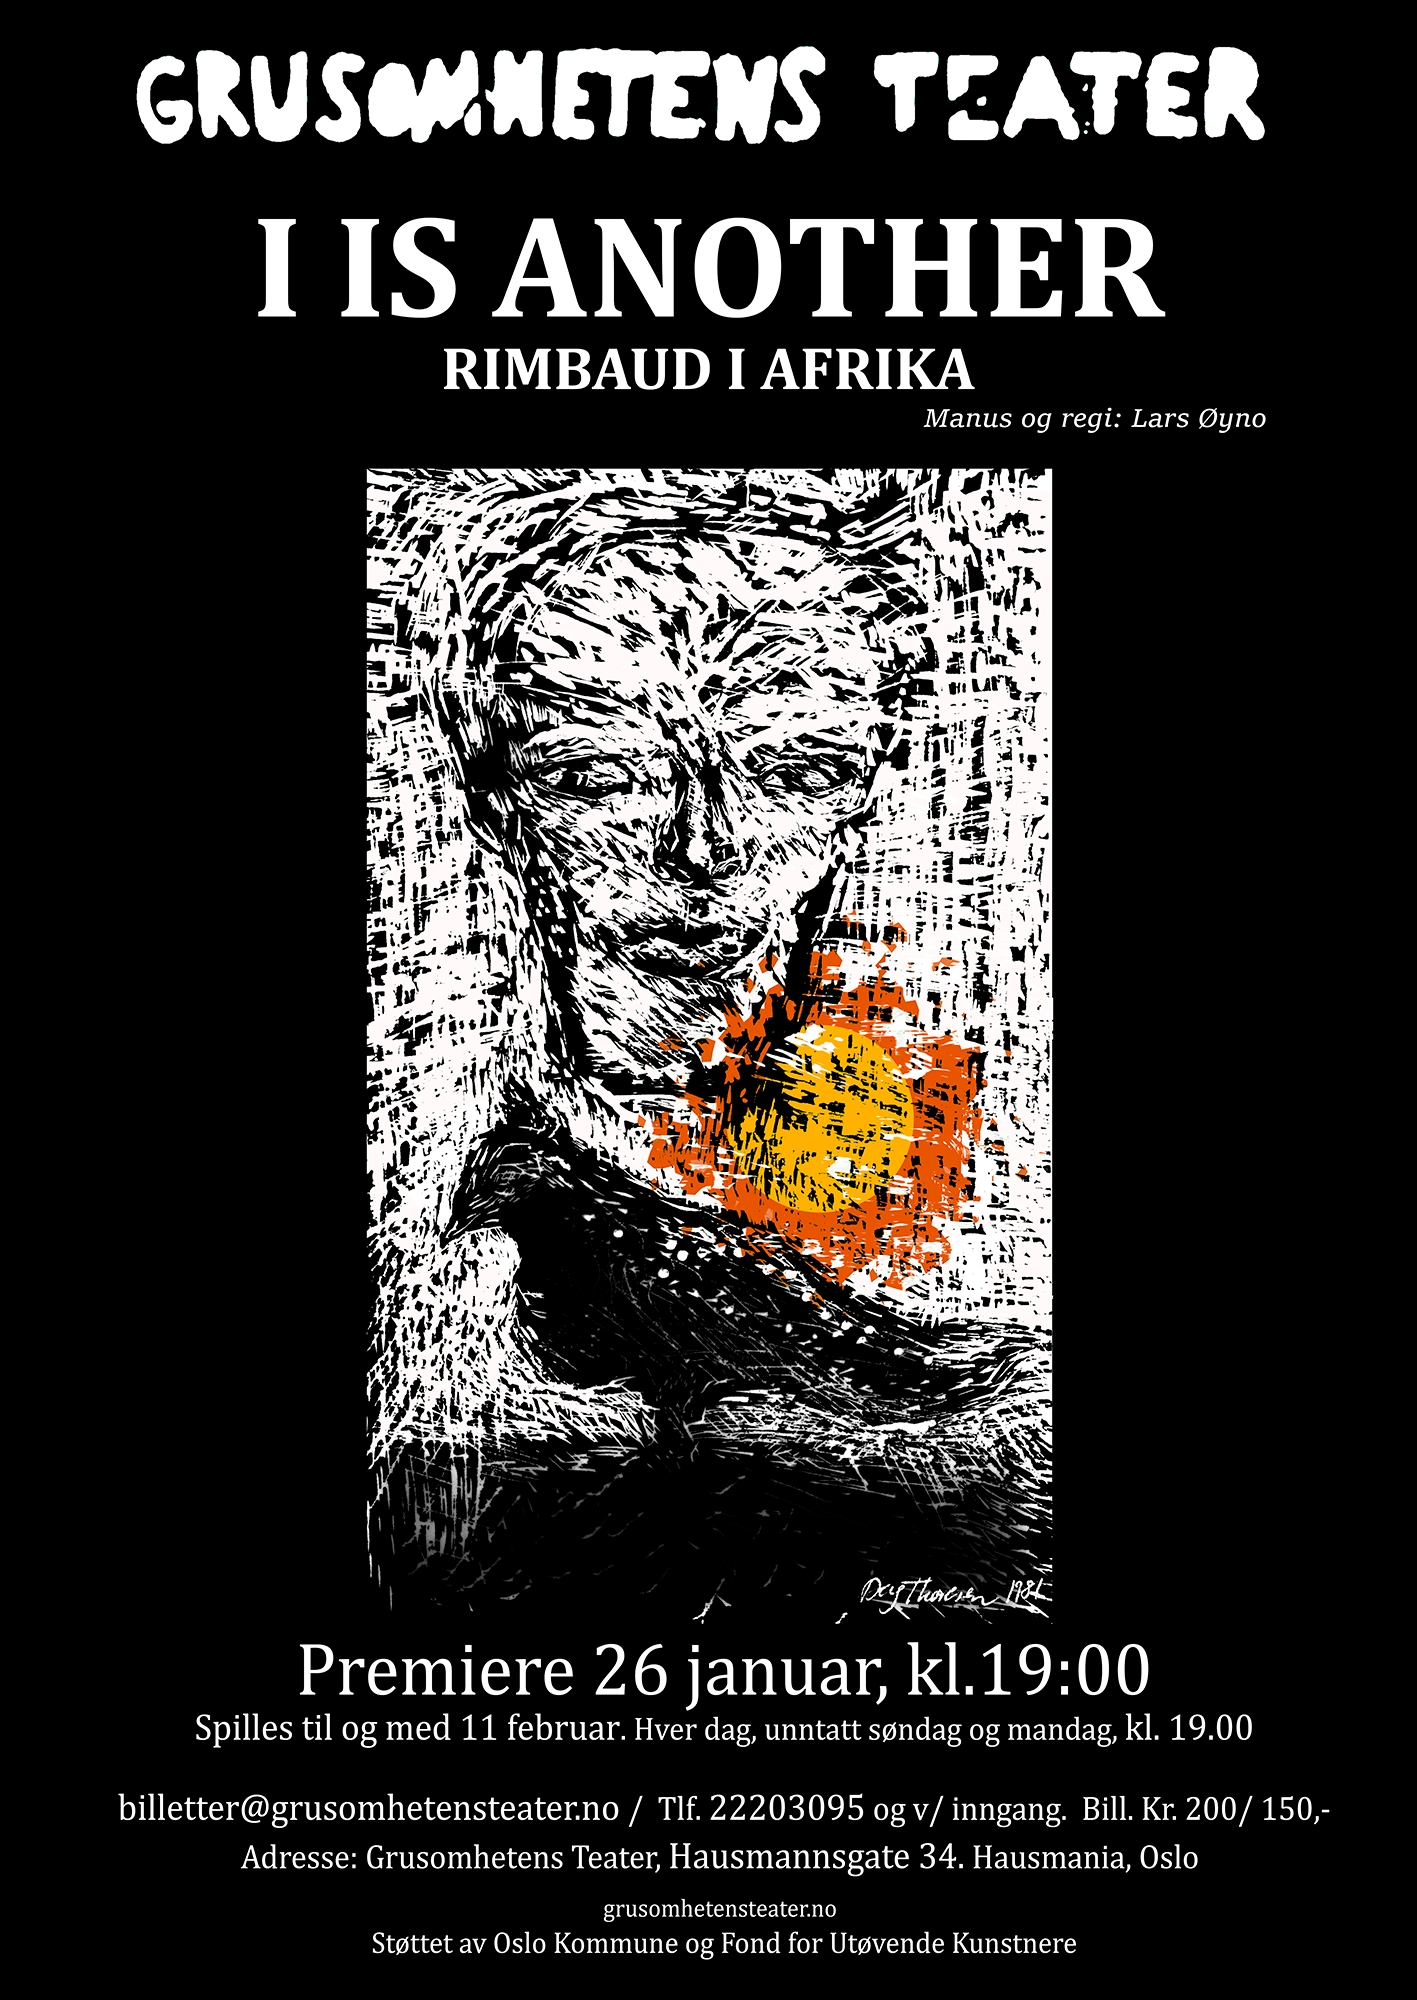 GRUSOMHETENS TEATER
I IS ANOTHER
RIMBAUD I AFRIKA
Manus og regi: Lars Øyno
Dag Thoresen 1981
Premiere 26 januar, kl.19:00
Spilles til og med 11 februar. Hver dag, unntatt søndag og mandag, kl. 19.00
billetter@grusomhetensteater.no / Tlf. 22203095 og v/ inngang. Bill. Kr. 200/ 150,-
Adresse: Grusomhetens Teater, Hausmannsgate 34. Hausmania, Oslo
grusomhetensteater.no
Støttet av Oslo Kommune og Fond for Utøvende Kunstnere